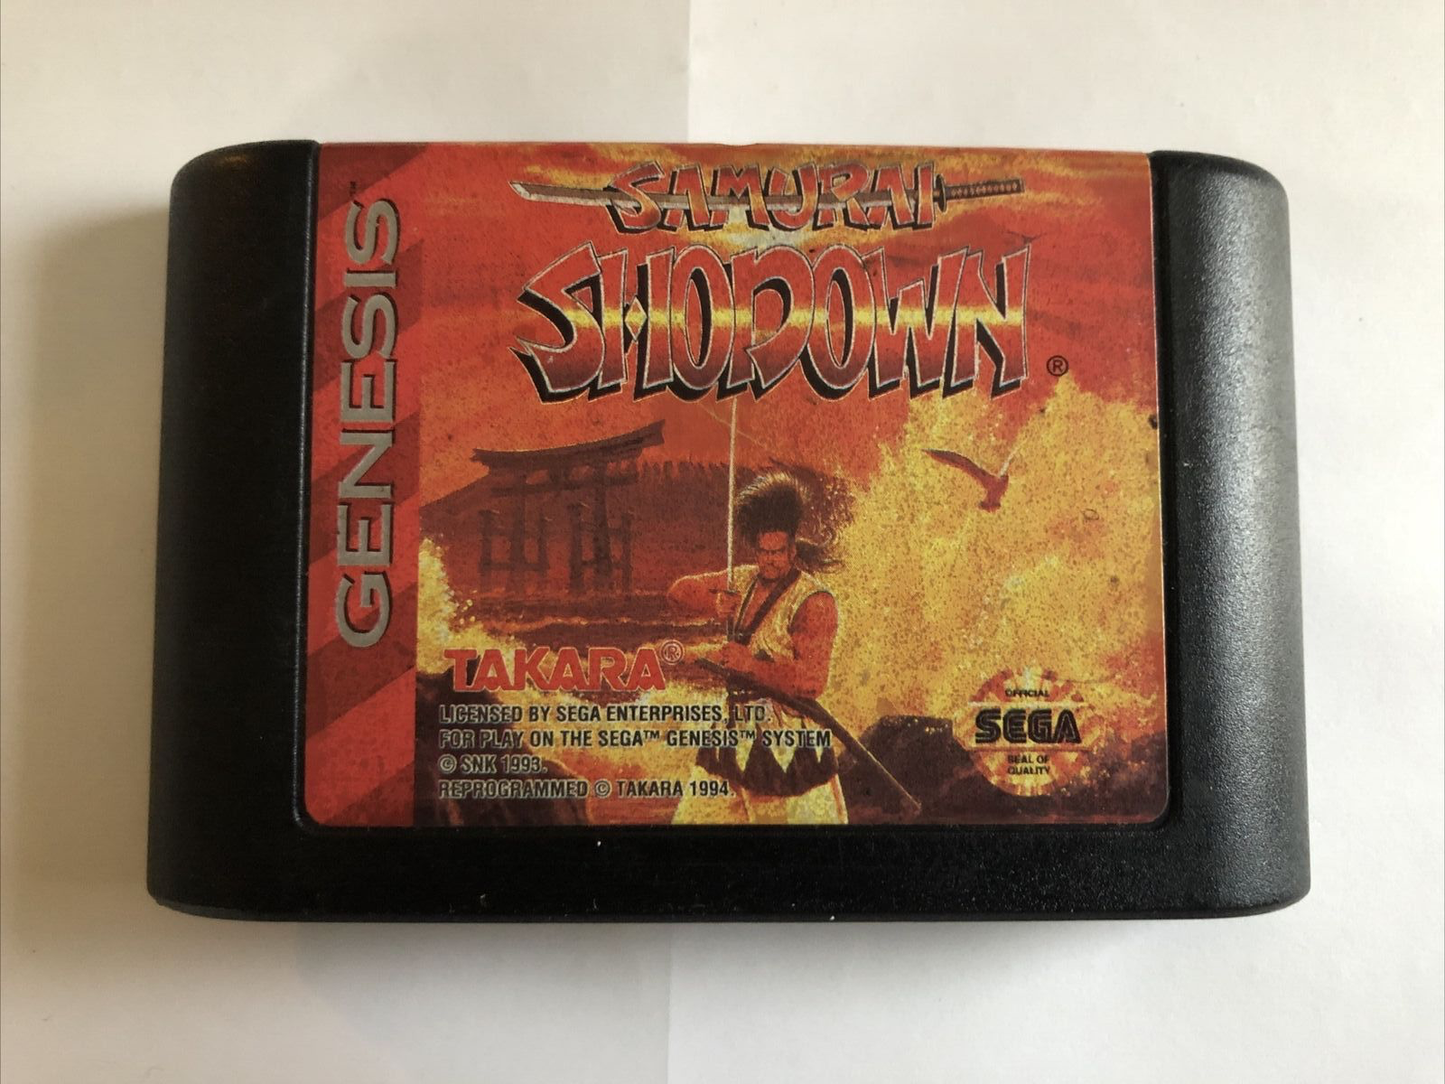 GENESIS™
SAMURAI
SHODOWN®
TAKARA®
LICENSED BY SEGA ENTERPRISES, LTD.
FOR PLAY ON THE SEGA™ GENESIS™ SYSTEM
© SNK 1993.
REPROGRAMMED © TAKARA 1994.
OFFICIAL
SEGA
SEAL OF
QUALITY